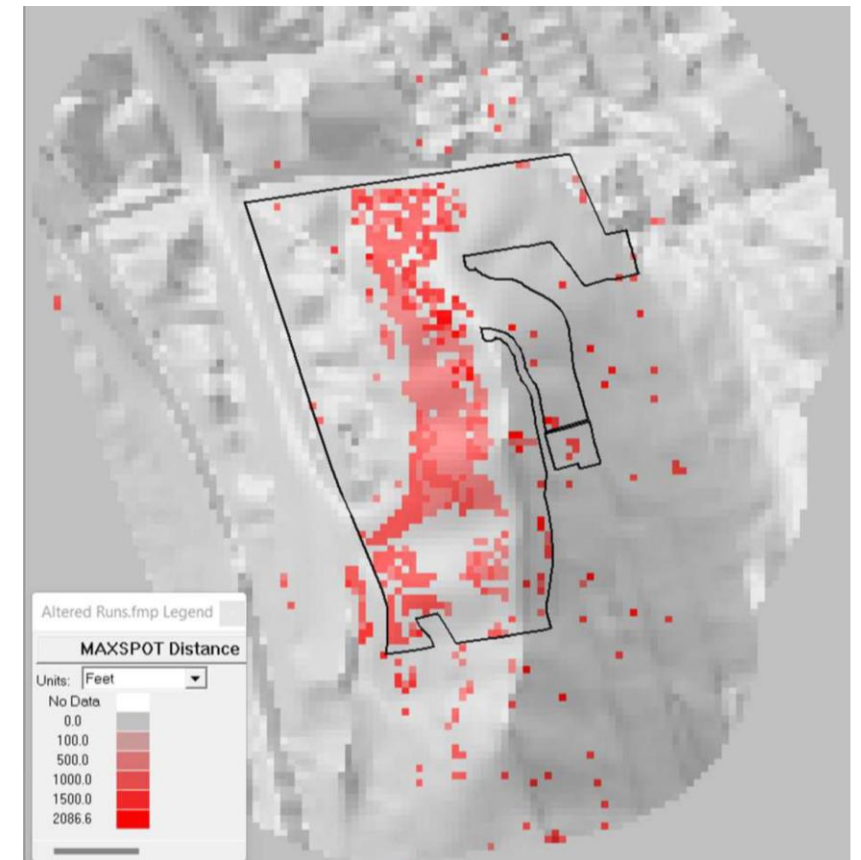 Altered Runs.fmp Legend
MAXSPOT Distance
Units: Feet
No Data
0.0
100.0
500.0
1000.0
1500.0
2086.6